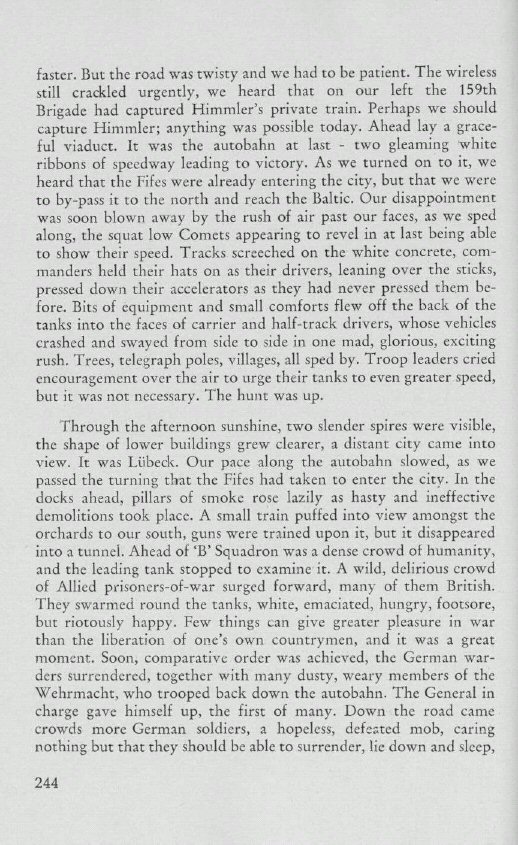 faster. But the road was twisty and we had to be patient. The wireless
still crackled urgently, we heard that on our left the 159th
Brigade had captured Himmler's private train. Perhaps we should
capture Himmler; anything was possible today. Ahead lay a grace-
ful viaduct. It was the autobahn at last - two gleaming white
ribbons of speedway leading to victory. As we turned on to it, we
heard that the Fifes were already entering the city, but that we were
to by-pass it to the north and reach the Baltic. Our disappointment
was soon blown away by the rush of air past our faces, as we sped
along, the squat low Comets appearing to revel in at last being able
to show their speed. Tracks screeched on the white concrete, com-
manders held their hats on as their drivers, leaning over the sticks,
pressed down their accelerators as they had never pressed them be-
fore. Bits of equipment and small comforts flew off the back of the
tanks into the faces of carrier and half-track drivers, whose vehicles
crashed and swayed from side to side in one mad, glorious, exciting
rush. Trees, telegraph poles, villages, all sped by. Troop leaders cried
encouragement over the air to urge their tanks to even greater speed,
but it was not necessary. The hunt was up.
Through the afternoon sunshine, two slender spires were visible,
the shape of lower buildings grew clearer, a distant city came into
view. It was Lübeck. Our pace along the autobahn slowed, as we
passed the turning that the Fifes had taken to enter the city. In the
docks ahead, pillars of smoke rose lazily as hasty and ineffective
demolitions took place. A small train puffed into view amongst the
orchards to our south, guns were trained upon it, but it disappeared
into a tunnel. Ahead of 'B' Squadron was a dense crowd of humanity,
and the leading tank stopped to examine it. A wild, delirious crowd
of Allied prisoners-of-war surged forward, many of them British.
They swarmed round the tanks, white, emaciated, hungry, footsore,
but riotously happy. Few things can give greater pleasure in war
than the liberation of one's own countrymen, and it was a great
moment. Soon, comparative order was achieved, the German war-
ders surrendered, together with many dusty, weary members of the
Wehrmacht, who trooped back down the autobahn. The General in
charge gave himself up, the first of many. Down the road came
crowds more German soldiers, a hopeless, defeated mob, caring
nothing but that they should be able to surrender, lie down and sleep,
244